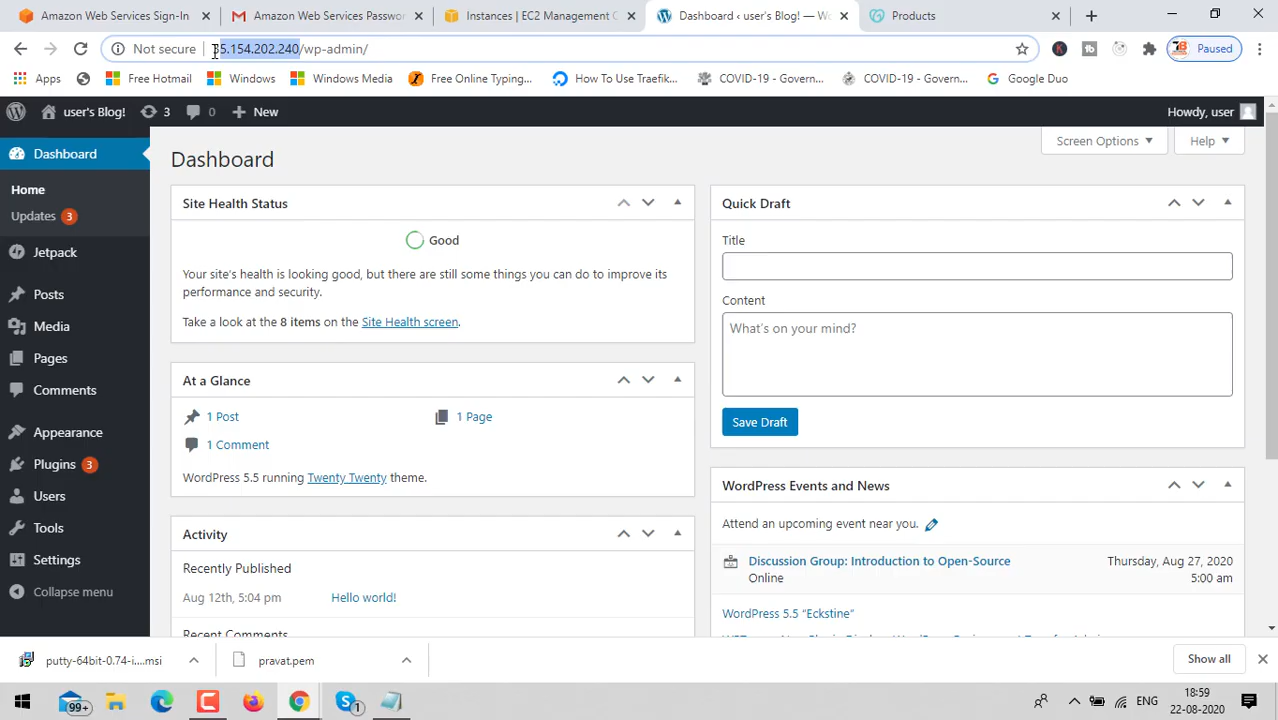 Amazon Web Services Sign-In
Amazon Web Services Passwo
Instances | EC2 Management C
Dashboard ‹ user's Blog! — Wo
Products
Not secure
35.154.202.240/wp-admin/
Paused
Apps
Free Hotmail
Windows
Windows Media
Free Online Typing...
How To Use Traefik...
COVID-19 - Govern...
COVID-19 - Govern...
Google Duo
user's Blog!
3
0
New
Howdy, user
Dashboard
Home
Updates 3
Jetpack
Posts
Media
Pages
Comments
Appearance
Plugins 3
Users
Tools
Settings
Collapse menu
Dashboard
Screen Options
Help
Site Health Status
Good
Your site's health is looking good, but there are still some things you can do to improve its
performance and security.
Take a look at the 8 items on the Site Health screen.
At a Glance
1 Post
1 Page
1 Comment
WordPress 5.5 running Twenty Twenty theme.
Activity
Recently Published
Aug 12th, 5:04 pm
Hello world!
Recent Comments
Quick Draft
Title
Content
What's on your mind?
Save Draft
WordPress Events and News
Attend an upcoming event near you.
Discussion Group: Introduction to Open-Source
Online
Thursday, Aug 27, 2020
5:00 am
WordPress 5.5 “Eckstine”
putty-64bit-0.74-i....msi
pravat.pem
Show all
99+
1
ENG
18:59
22-08-2020